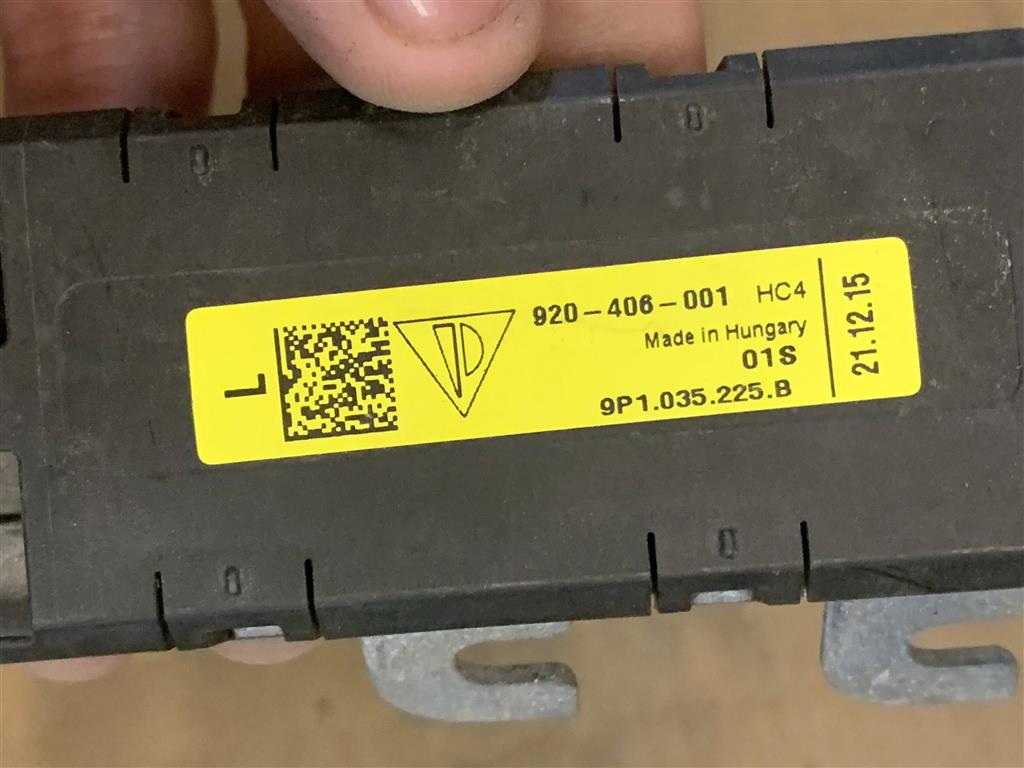 L
920-406-001 HC4
Made in Hungary
01S
9P1.035.225.B
21.12.15